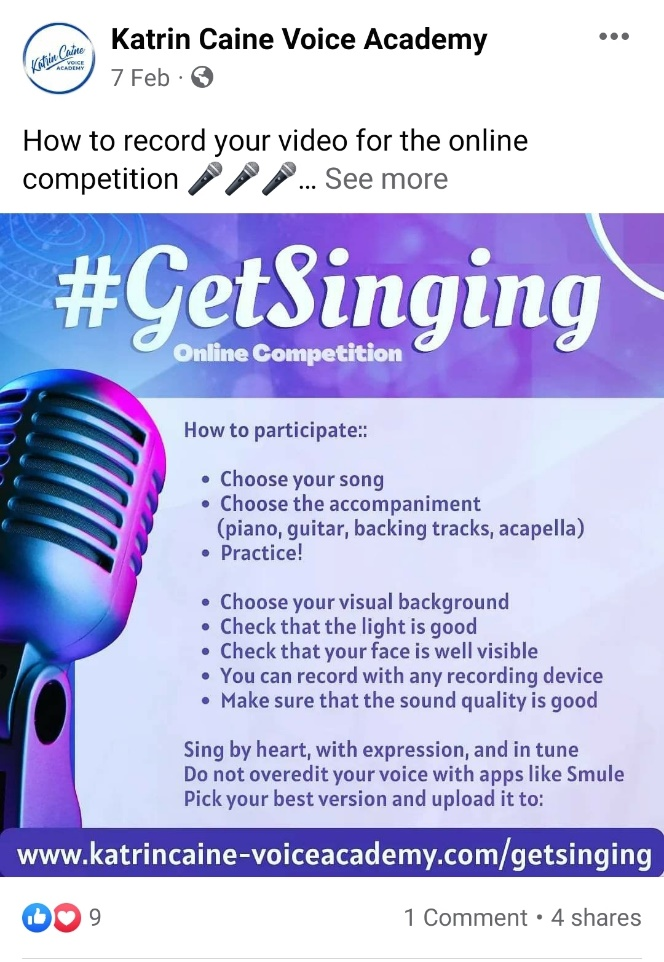 Katrin Caine Voice Academy
Katrin Caine
VOICE
ACADEMY
7 Feb ·
How to record your video for the online
competition 🎤🎤🎤... See more
#GetSinging
Online Competition
How to participate::
• Choose your song
• Choose the accompaniment
(piano, guitar, backing tracks, acapella)
• Practice!
• Choose your visual background
• Check that the light is good
• Check that your face is well visible
• You can record with any recording device
• Make sure that the sound quality is good
Sing by heart, with expression, and in tune
Do not overedit your voice with apps like Smule
Pick your best version and upload it to:
www.katrincaine-voiceacademy.com/getsinging
9
1 Comment • 4 shares